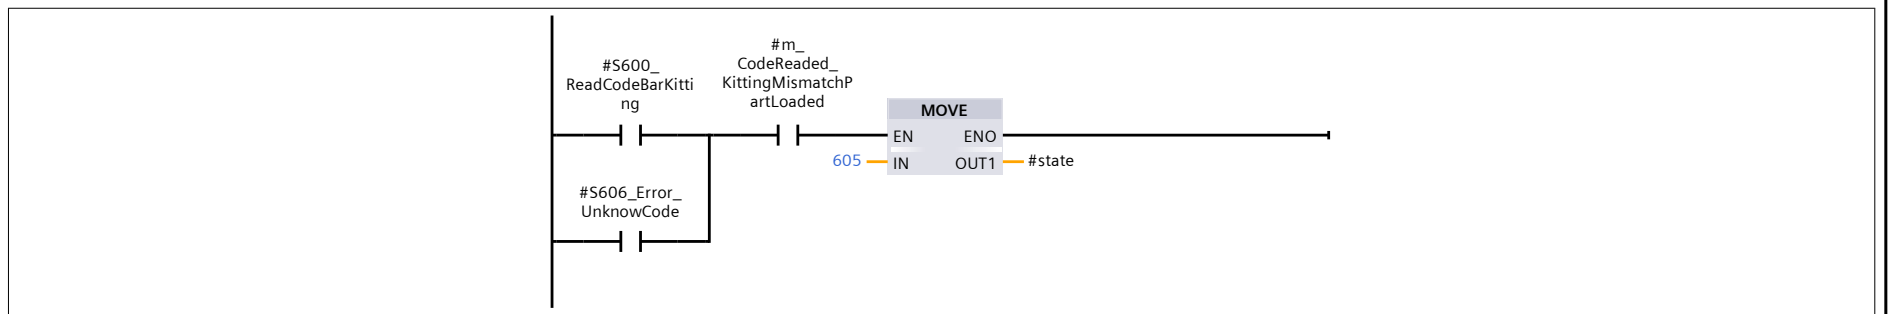 #S600_
ReadCodeBarKitti
ng
#m_
CodeReaded_
KittingMismatchP
artLoaded
MOVE
EN ENO
605 IN OUT1 #state
#S606_Error_
UnknowCode